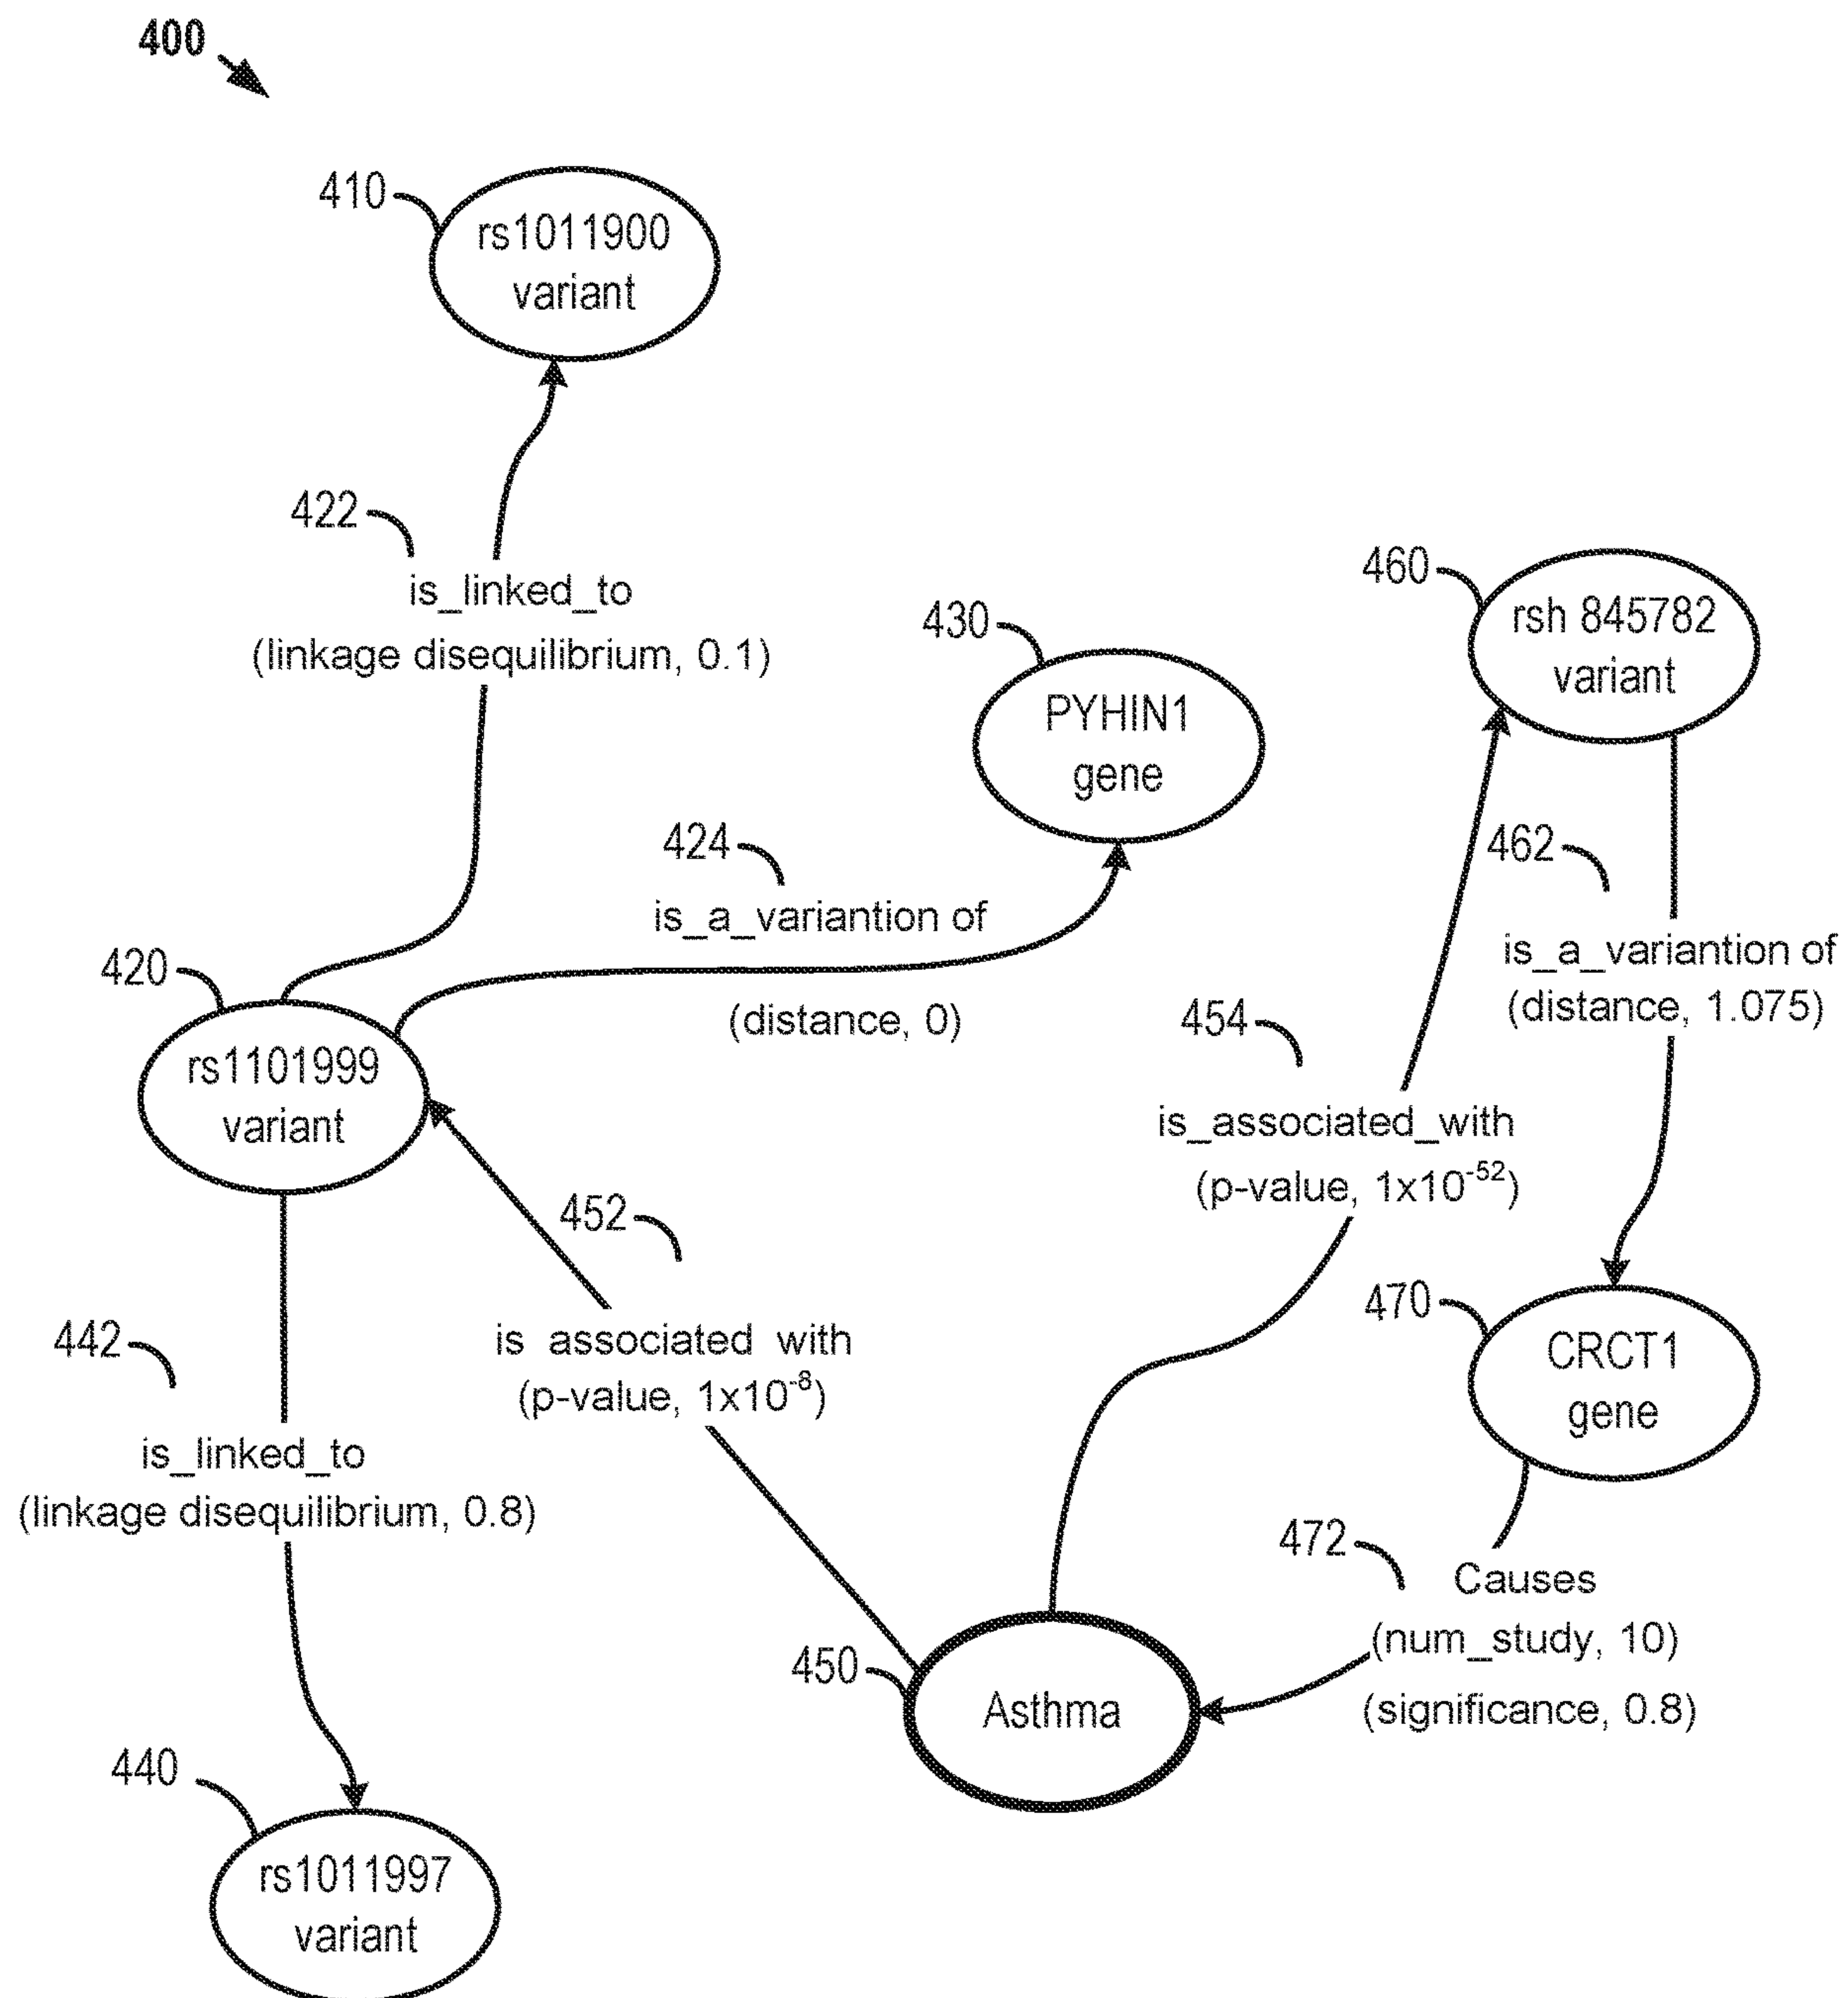 400
410
rs1011900
variant
422
is_linked_to
(linkage disequilibrium, 0.1)
430
PYHIN1
gene
460
rsh 845782
variant
424
is_a_variantion of
(distance, 0)
462
is_a_variantion of
(distance, 1.075)
420
rs1101999
variant
454
is_associated_with
(p-value, 1x10⁻⁵²)
452
is associated with
(p-value, 1x10⁻⁸)
470
CRCT1
gene
442
is_linked_to
(linkage disequilibrium, 0.8)
472
Causes
(num_study, 10)
(significance, 0.8)
450
Asthma
440
rs1011997
variant